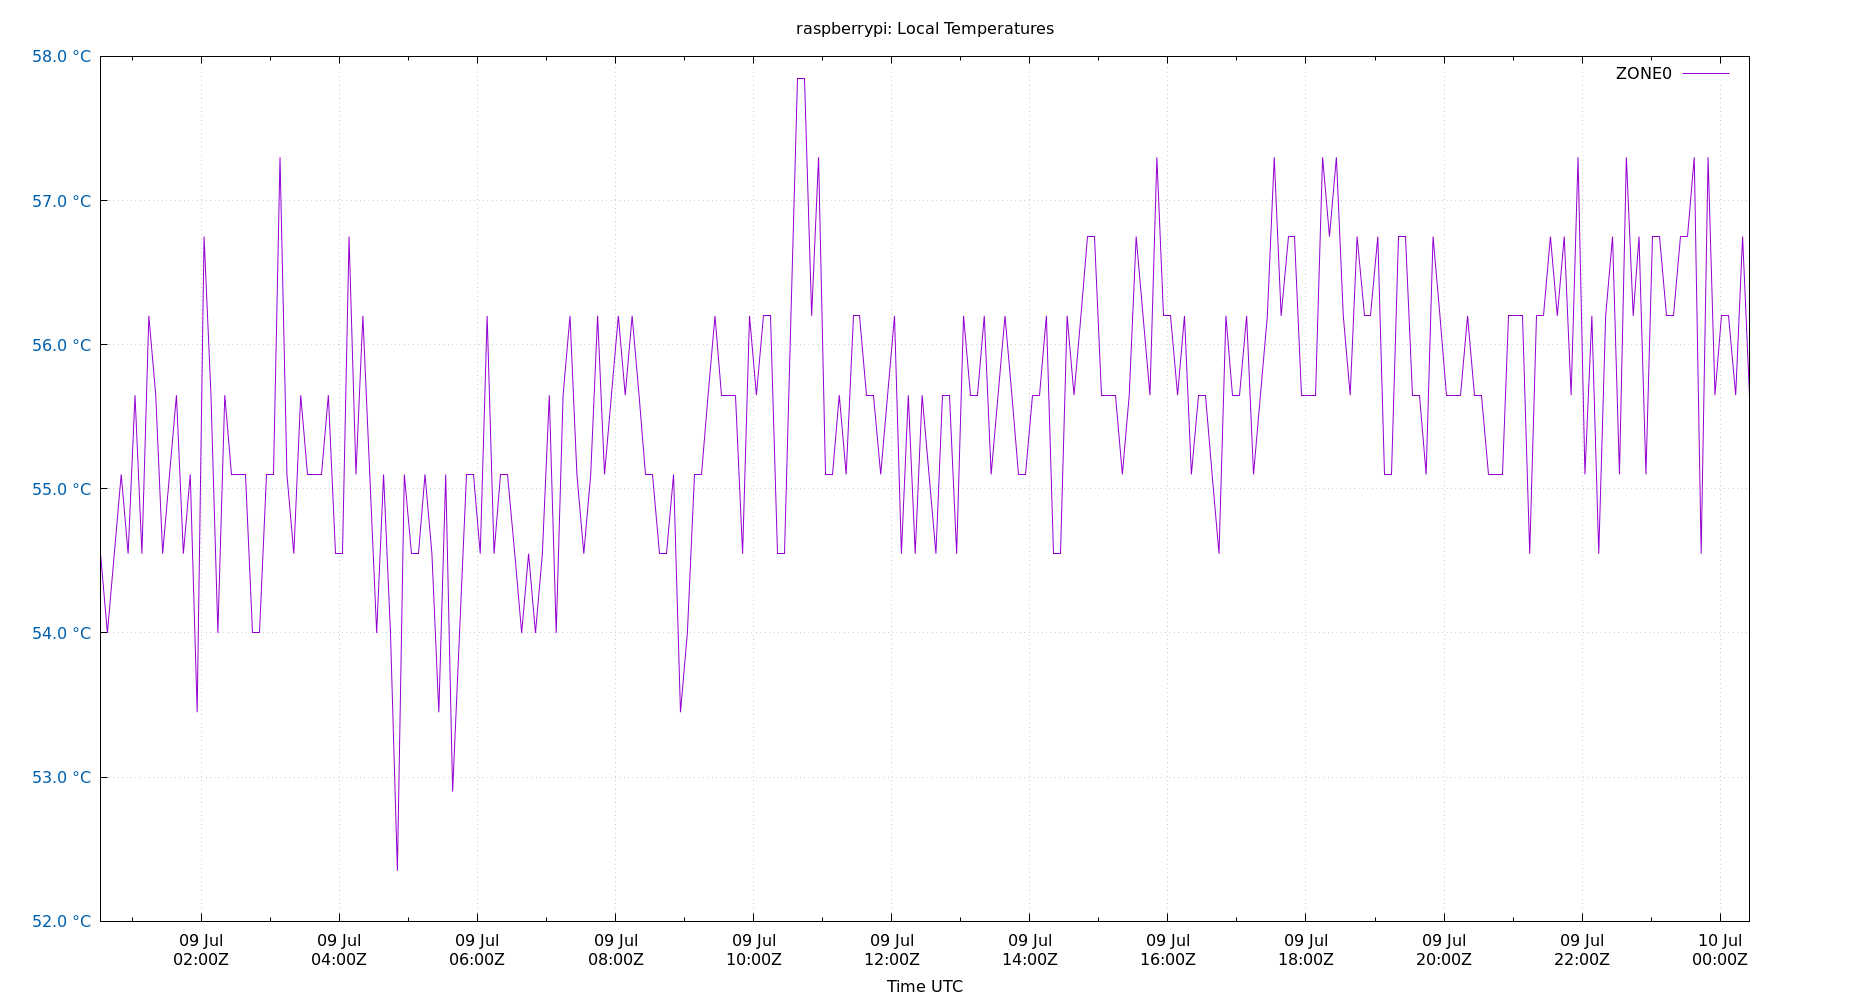 raspberrypi: Local Temperatures
58.0 °C
ZONE0
57.0 °C
56.0 °C
55.0 °C
54.0 °C
53.0 °C
52.0 °C
09 Jul 09 Jul 09 Jul 09 Jul 09 Jul 09 Jul 09 Jul 09 Jul 09 Jul 09 Jul 09 Jul 10 Jul
02:00Z 04:00Z 06:00Z 08:00Z 10:00Z 12:00Z 14:00Z 16:00Z 18:00Z 20:00Z 22:00Z 00:00Z
Time UTC